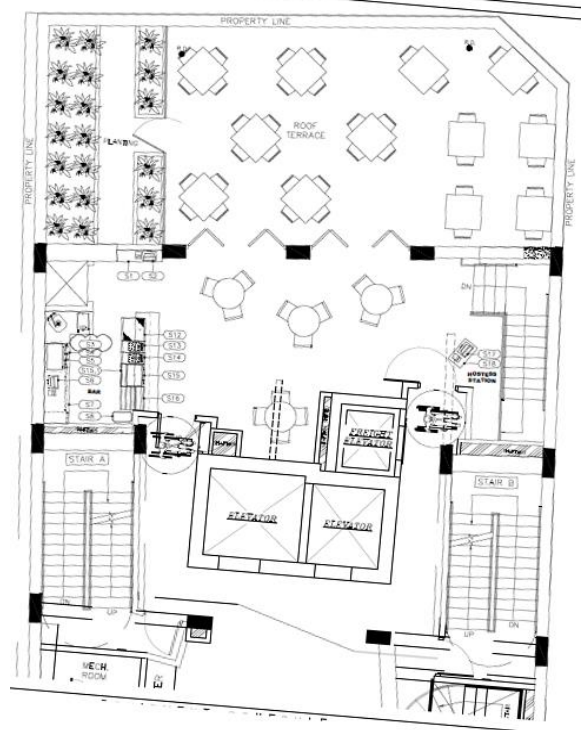 PROPERTY LINE
R.D.
R.D.
ROOF
TERRACE
PLANTING
PROPERTY LINE
PROPERTY LINE
S1
S2
DN
S12
S13
S14
S3
S5
S15
S6
S15
S17
S18
HOSTESS
STATION
BAR
S7
S16
S8
FREIGHT
ELEVATOR
STAIR A
STAIR B
ELEVATOR
ELEVATOR
DN
UP
UP
DN
MECH.
ROOM